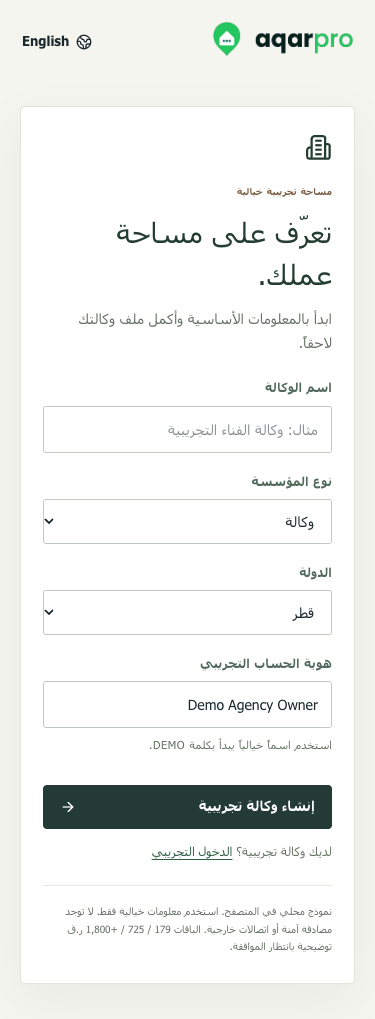 aqarpro
English
مساحة تجريبية خيالية
تعرّف على مساحة
عملك.
ابدأ بالمعلومات الأساسية وأكمل ملف وكالتك
لاحقاً.
اسم الوكالة
مثال: وكالة الفناء التجريبية
نوع المؤسسة
وكالة
الدولة
قطر
هوية الحساب التجريبي
Demo Agency Owner
استخدم اسماً خيالياً يبدأ بكلمة DEMO.
إنشاء وكالة تجريبية
لديك وكالة تجريبية؟ الدخول التجريبي
نموذج محلي في المتصفح. استخدم معلومات خيالية فقط. لا توجد
مصادقة آمنة أو اتصالات خارجية. الباقات 179 / 725 / +1,800 ر.ق
توضيحية بانتظار الموافقة.